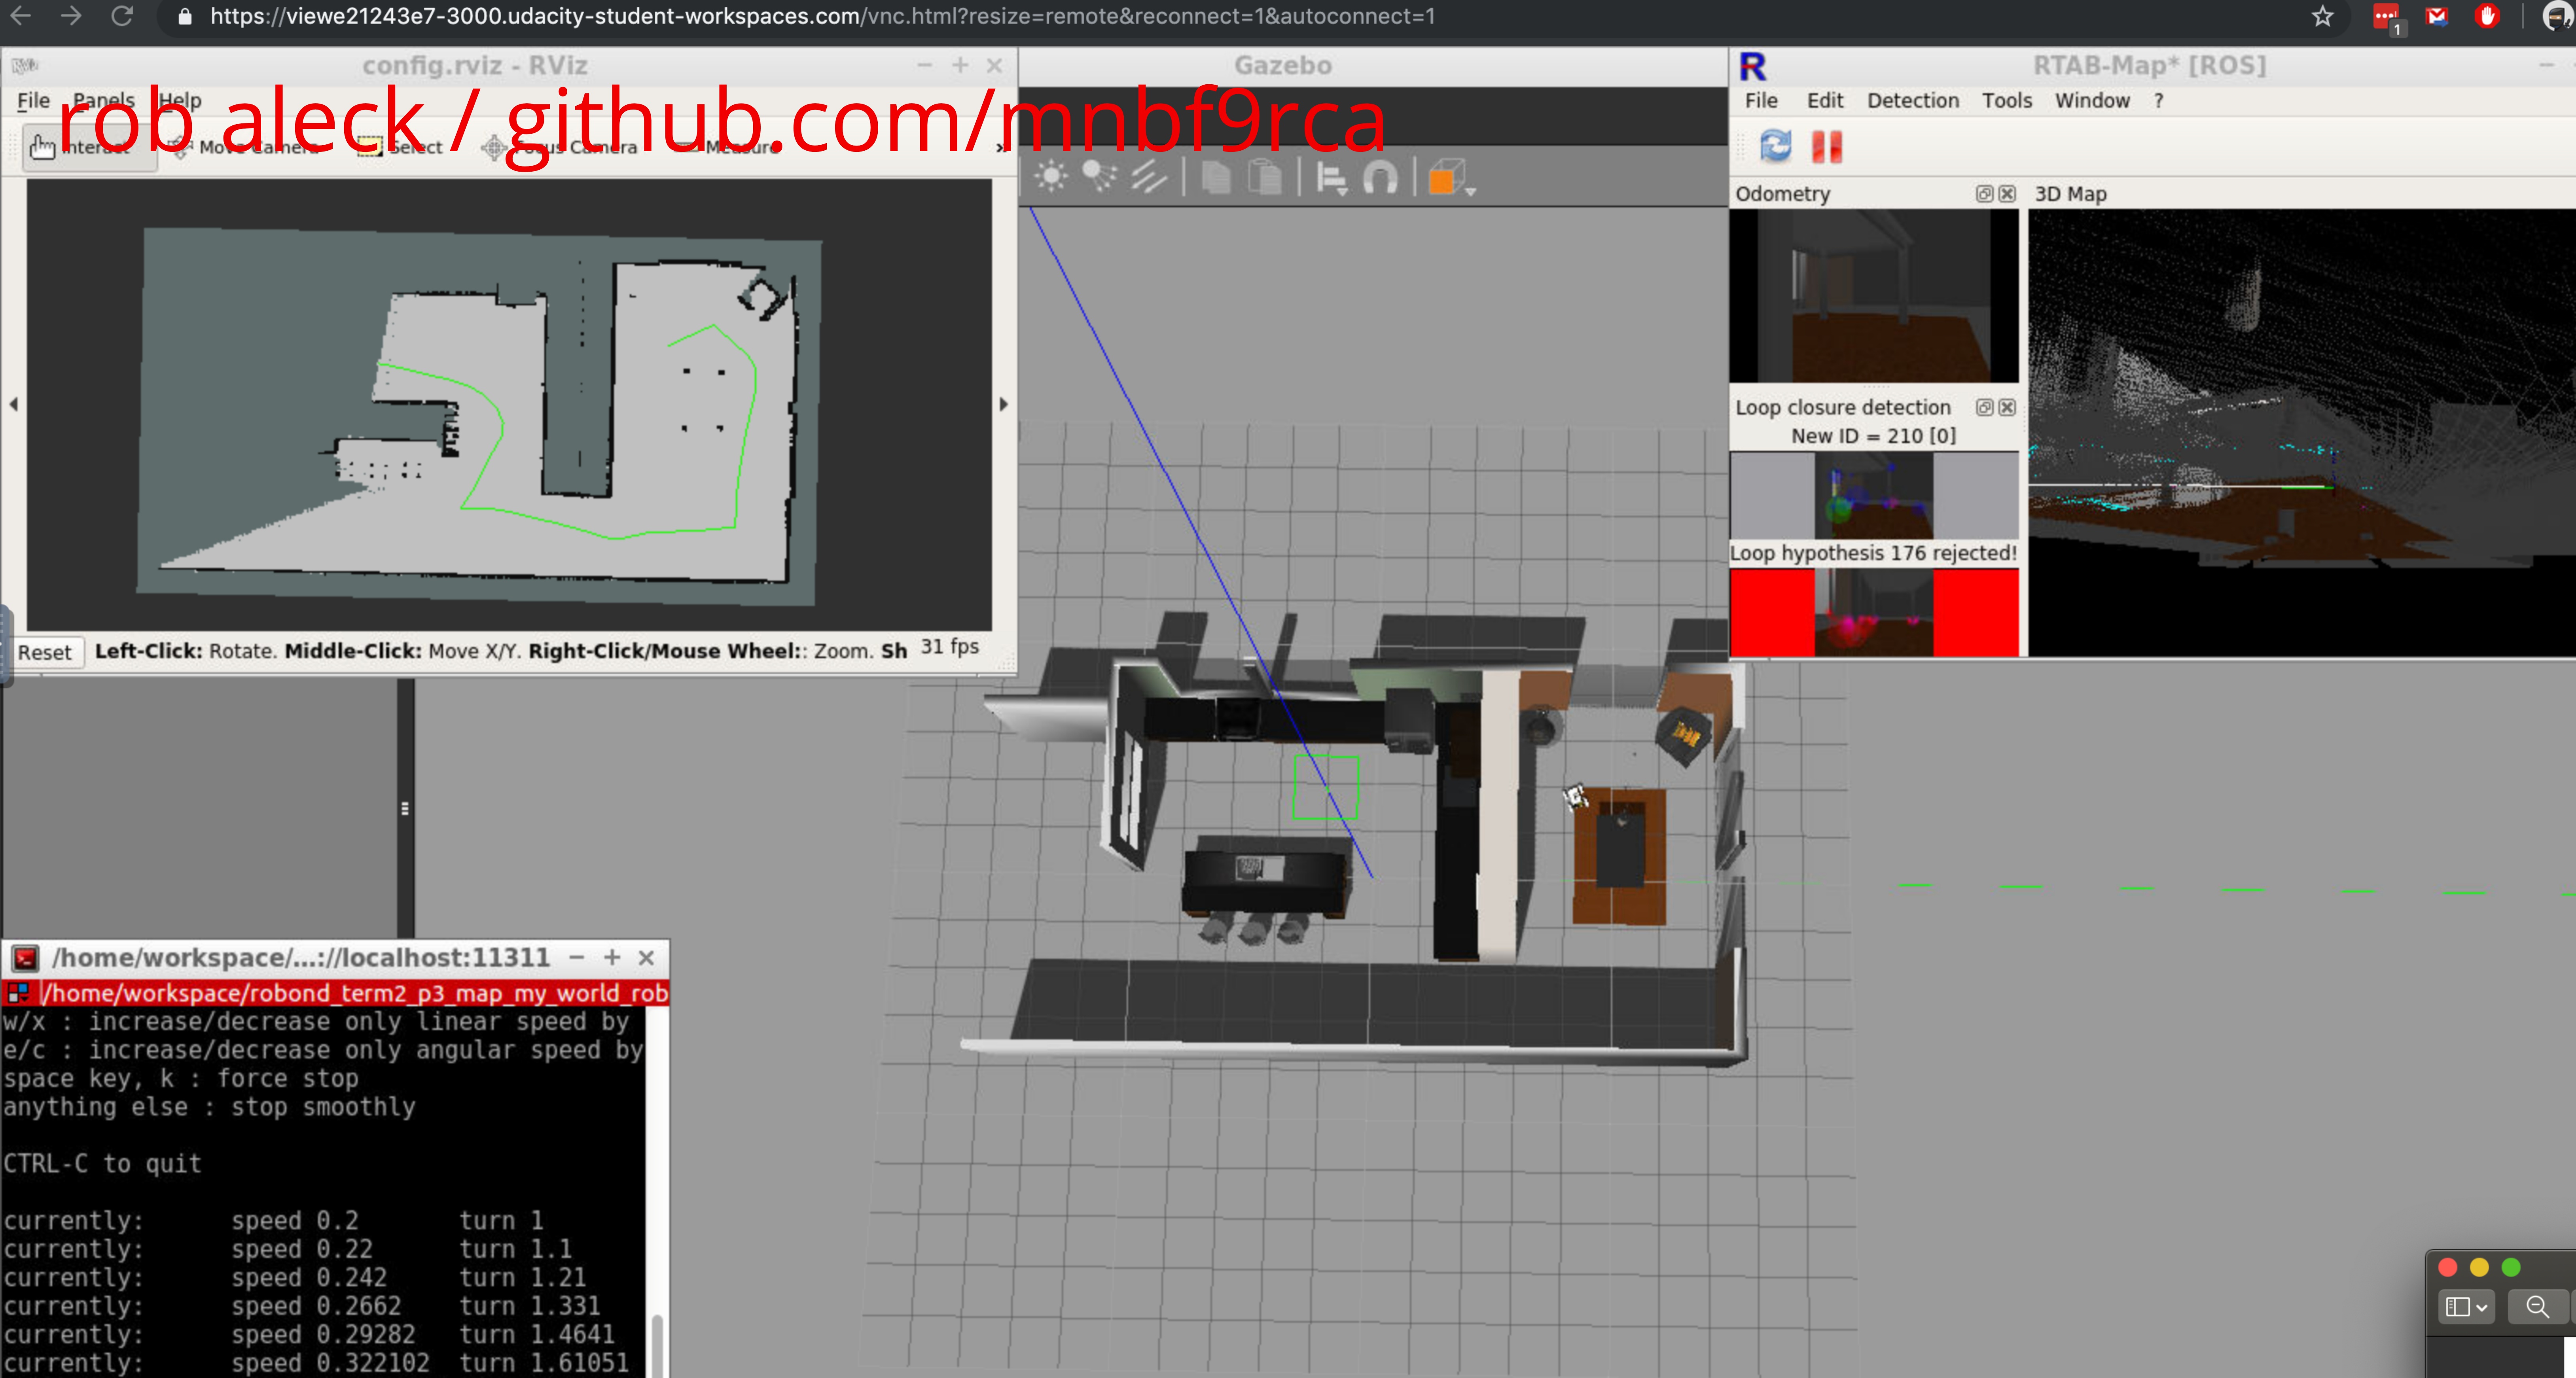 https://viewe21243e7-3000.udacity-student-workspaces.com/vnc.html?resize=remote&reconnect=1&autoconnect=1
1
config.rviz - RViz
Gazebo
RTAB-Map* [ROS]
File Panels Help
rob aleck / github.com/mnbf9rca
File Edit Detection Tools Window ?
Interact Move Camera Select Focus Camera Measure
Odometry
3D Map
Loop closure detection
New ID = 210 [0]
Loop hypothesis 176 rejected!
Reset Left-Click: Rotate. Middle-Click: Move X/Y. Right-Click/Mouse Wheel:: Zoom. Sh 31 fps
/home/workspace/...://localhost:11311
/home/workspace/robond_term2_p3_map_my_world_rob
w/x : increase/decrease only linear speed by
e/c : increase/decrease only angular speed by
space key, k : force stop
anything else : stop smoothly
CTRL-C to quit
currently: speed 0.2 turn 1
currently: speed 0.22 turn 1.1
currently: speed 0.242 turn 1.21
currently: speed 0.2662 turn 1.331
currently: speed 0.29282 turn 1.4641
currently: speed 0.322102 turn 1.61051